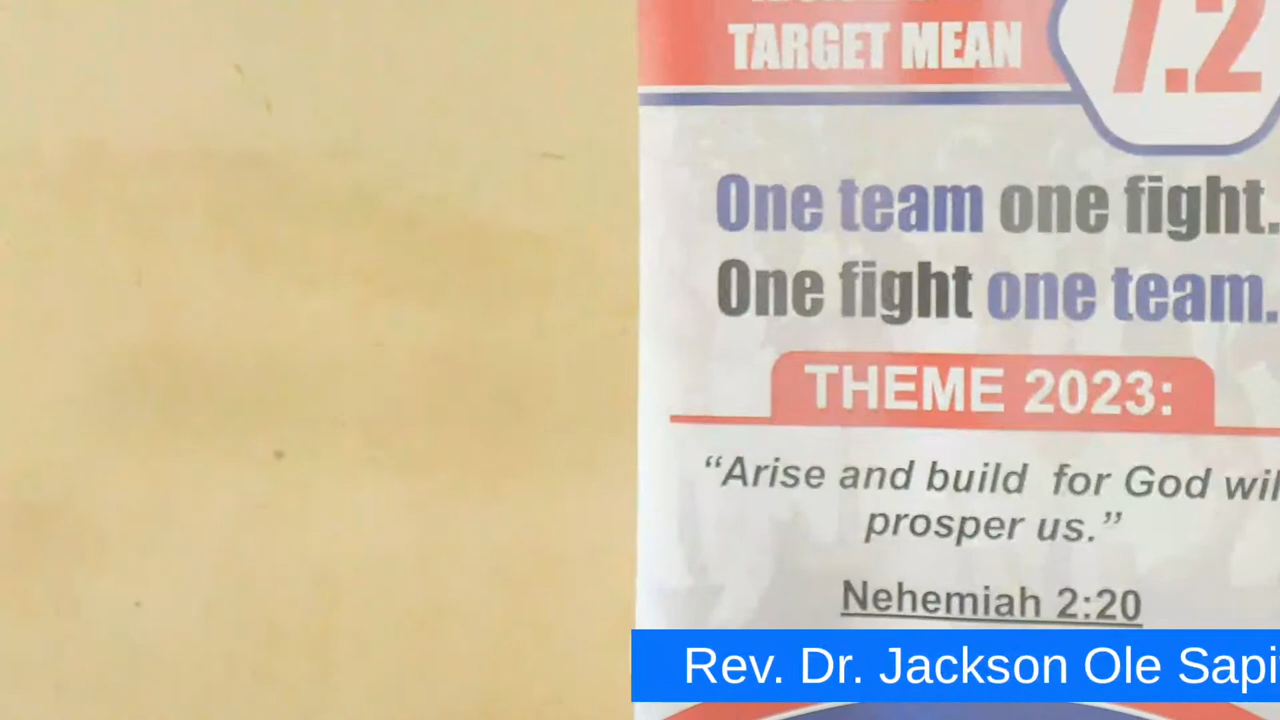 TARGET MEAN
7.2
One team one fight.
One fight one team.
THEME 2023:
“Arise and build for God wil
prosper us.”
Nehemiah 2:20
Rev. Dr. Jackson Ole Sapi